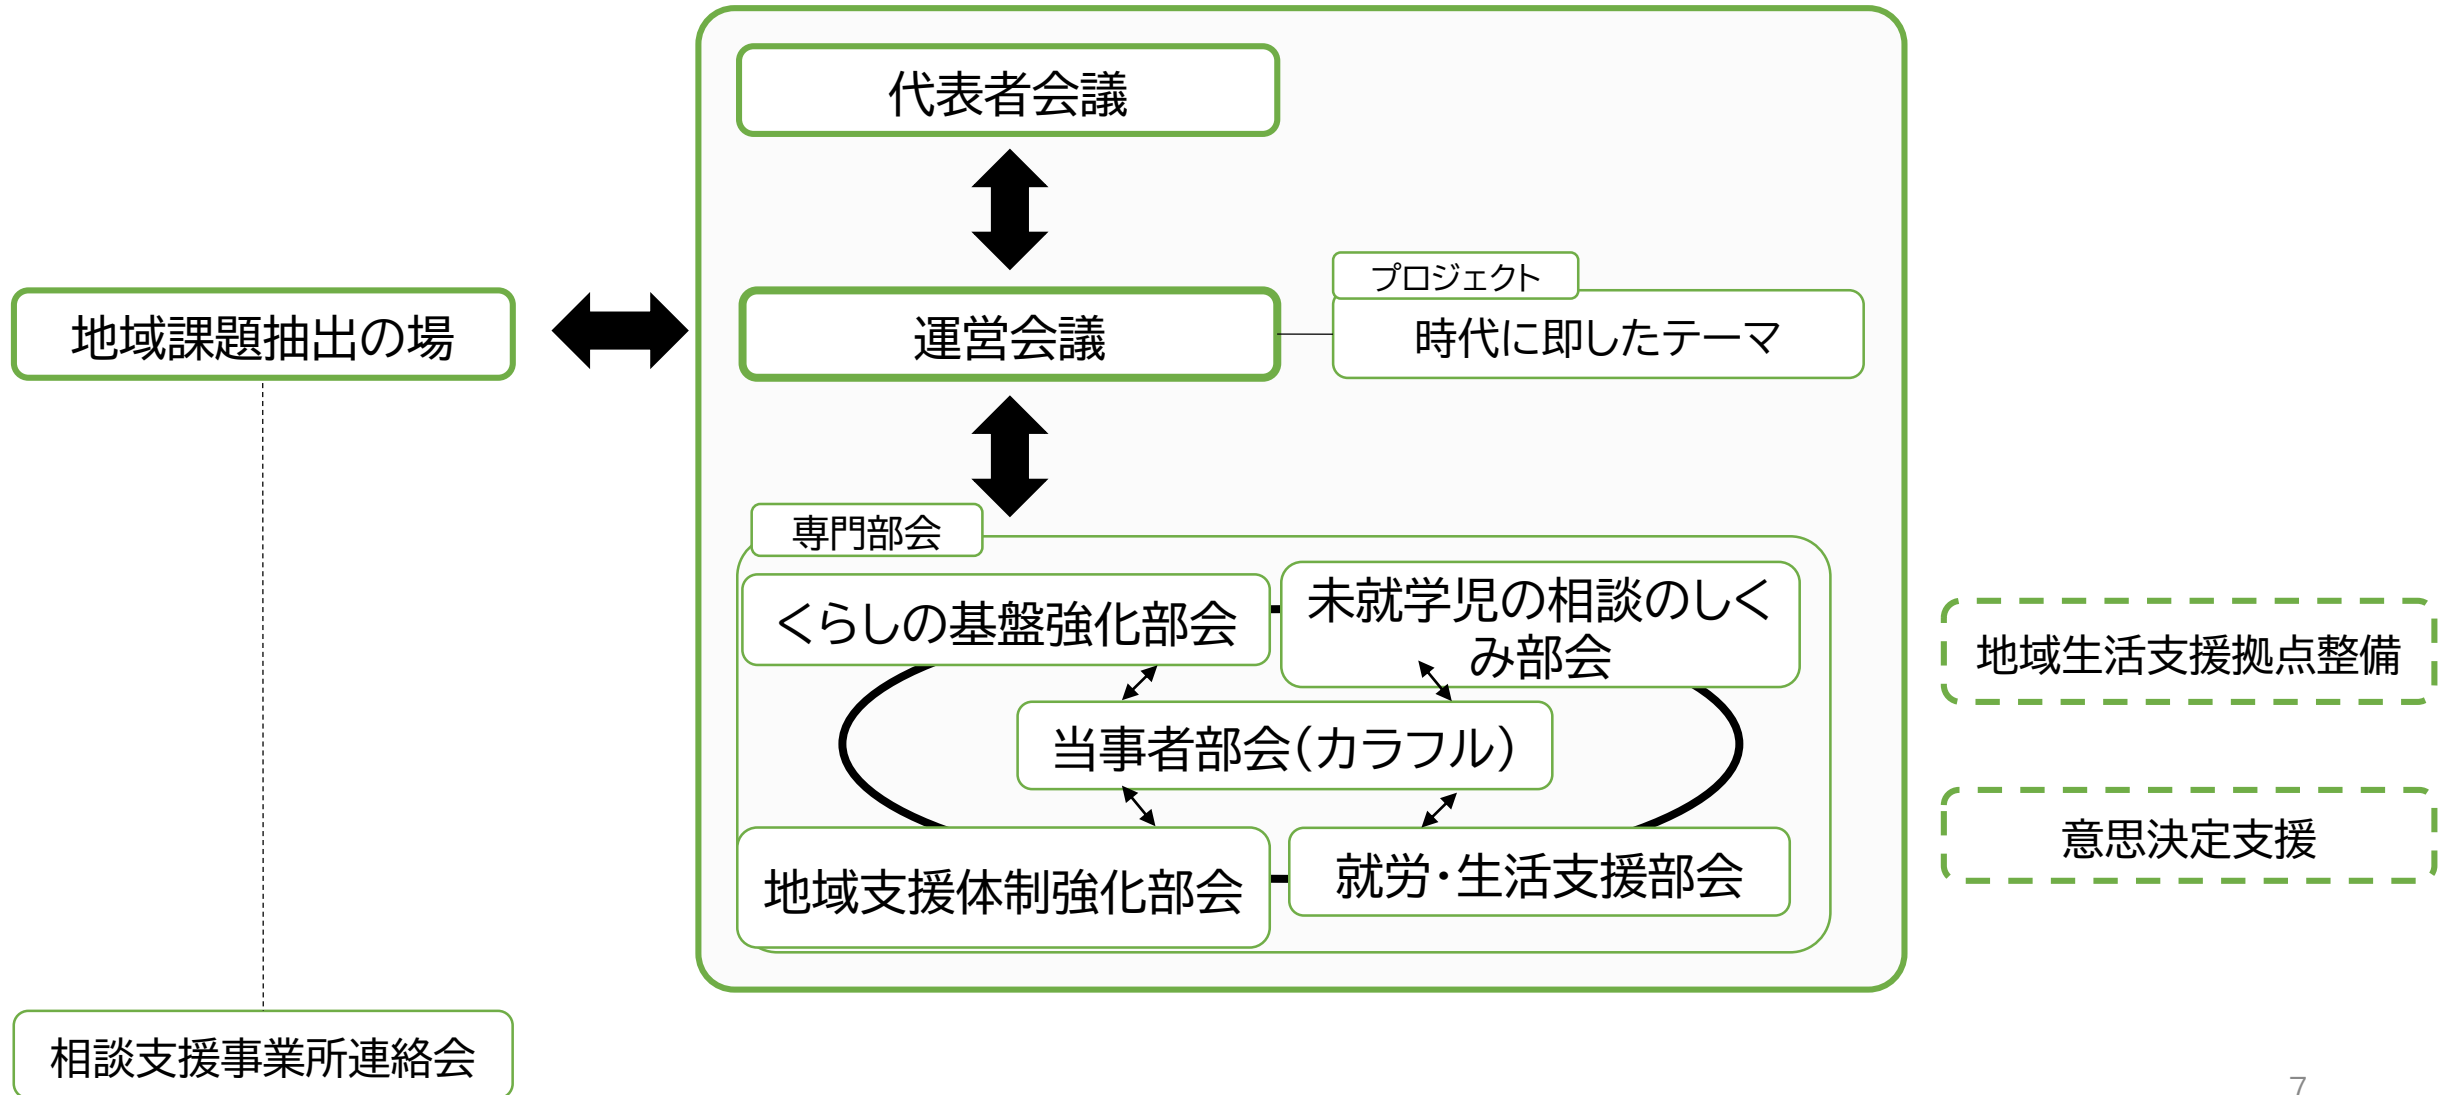 代表者会議
プロジェクト
地域課題抽出の場
運営会議
時代に即したテーマ
専門部会
くらしの基盤強化部会
未就学児の相談のしく
み部会
地域生活支援拠点整備
当事者部会(カラフル)
意思決定支援
地域支援体制強化部会
就労・生活支援部会
相談支援事業所連絡会
7